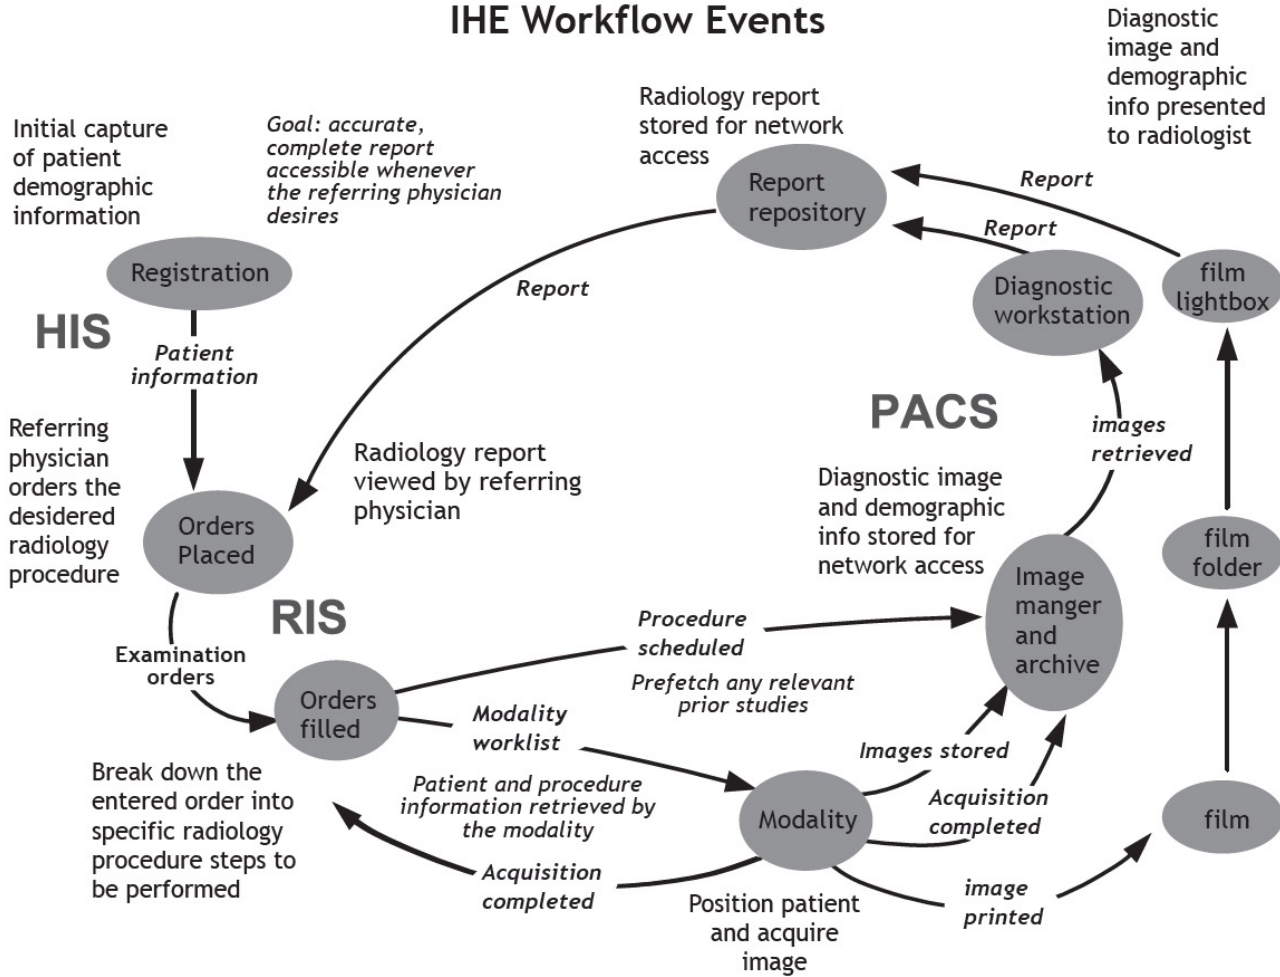 IHE Workflow Events
Diagnostic
image and
demographic
info presented
to radiologist
Radiology report
stored for network
access
Initial capture
of patient
demographic
information
Goal: accurate,
complete report
accessible whenever
the referring physician
desires
Report
repository
Report
Report
Registration
Diagnostic
workstation
film
lightbox
HIS
Patient
information
Report
PACS
images
retrieved
Referring
physician
orders the
desidered
radiology
procedure
Radiology report
viewed by referring
physician
Diagnostic image
and demographic
info stored for
network access
Orders
Placed
film
folder
Image
manger
and
archive
RIS
Examination
orders
Procedure
scheduled
Prefetch any relevant
prior studies
Orders
filled
Modality
worklist
Images stored
Break down the
entered order into
specific radiology
procedure steps to
be performed
Patient and procedure
information retrieved by
the modality
Modality
Acquisition
completed
film
Acquisition
completed
image
printed
Position patient
and acquire
image